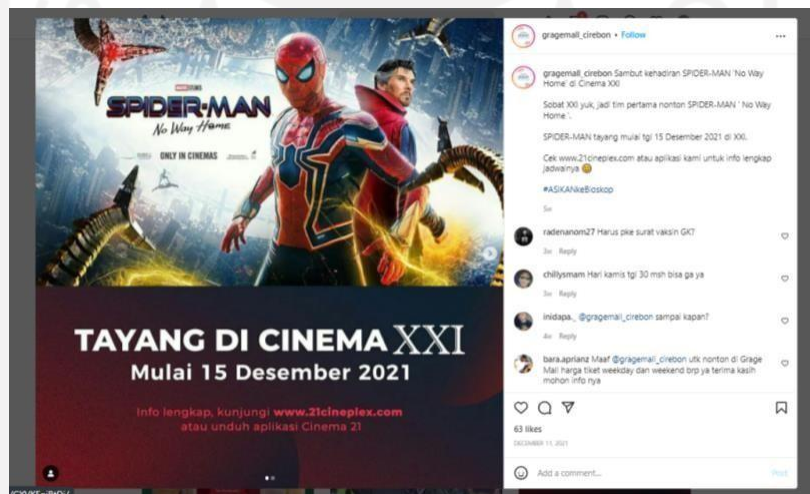 SPIDER-MAN
No Way Home
ONLY IN CINEMAS
TAYANG DI CINEMA XXI
Mulai 15 Desember 2021
Info lengkap, kunjungi www.21cineplex.com
atau unduh aplikasi Cinema 21
gragemall_cirebon • Follow
gragemall_cirebon Sambut kehadiran SPIDER-MAN 'No Way
Home' di Cinema XXI
Sobat XXI yuk, jadi tim pertama nonton SPIDER-MAN ' No Way
Home '.
SPIDER-MAN tayang mulai tgl 15 Desember 2021 di XXI.
Cek www.21cineplex.com atau aplikasi kami untuk info lengkap
jadwalnya
#ASIKANkeBioskop
5w
radenanom27 Harus pke surat vaksin GK?
3w Reply
chillysmam Hari kamis tgl 30 msh bisa ga ya
3w Reply
inidapa._ @gragemall_cirebon sampai kapan?
4w Reply
bara.aprianz Maaf @gragemall_cirebon utk nonton di Grage
Mall harga tiket weekday dan weekend brp ya terima kasih
mohon info nya
63 likes
DECEMBER 11, 2021
Add a comment...
Post